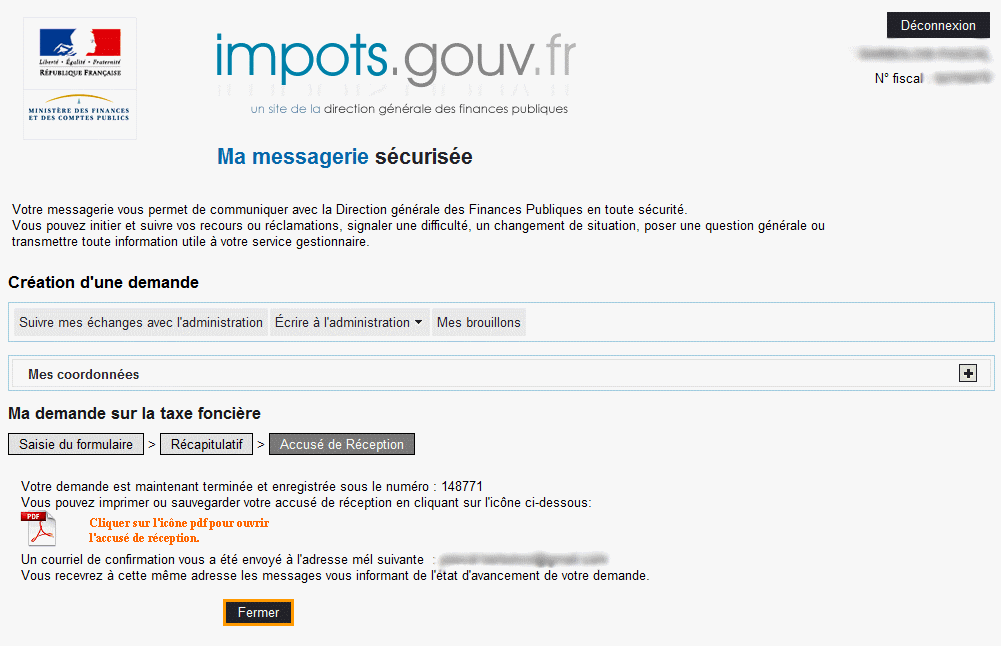 Déconnexion
Liberté • Égalité • Fraternité
RÉPUBLIQUE FRANÇAISE
impots.gouv.fr
N° fiscal
MINISTÈRE DES FINANCES
ET DES COMPTES PUBLICS
un site de la direction générale des finances publiques
Ma messagerie sécurisée
Votre messagerie vous permet de communiquer avec la Direction générale des Finances Publiques en toute sécurité.
Vous pouvez initier et suivre vos recours ou réclamations, signaler une difficulté, un changement de situation, poser une question générale ou
transmettre toute information utile à votre service gestionnaire.
Création d'une demande
Suivre mes échanges avec l'administration Écrire à l'administration Mes brouillons
Mes coordonnées
Ma demande sur la taxe foncière
Saisie du formulaire > Récapitulatif > Accusé de Réception
Votre demande est maintenant terminée et enregistrée sous le numéro : 148771
Vous pouvez imprimer ou sauvegarder votre accusé de réception en cliquant sur l'icône ci-dessous:
PDF
Cliquer sur l'icône pdf pour ouvrir
l'accusé de réception.
Un courriel de confirmation vous a été envoyé à l'adresse mél suivante :
Vous recevrez à cette même adresse les messages vous informant de l'état d'avancement de votre demande.
Fermer